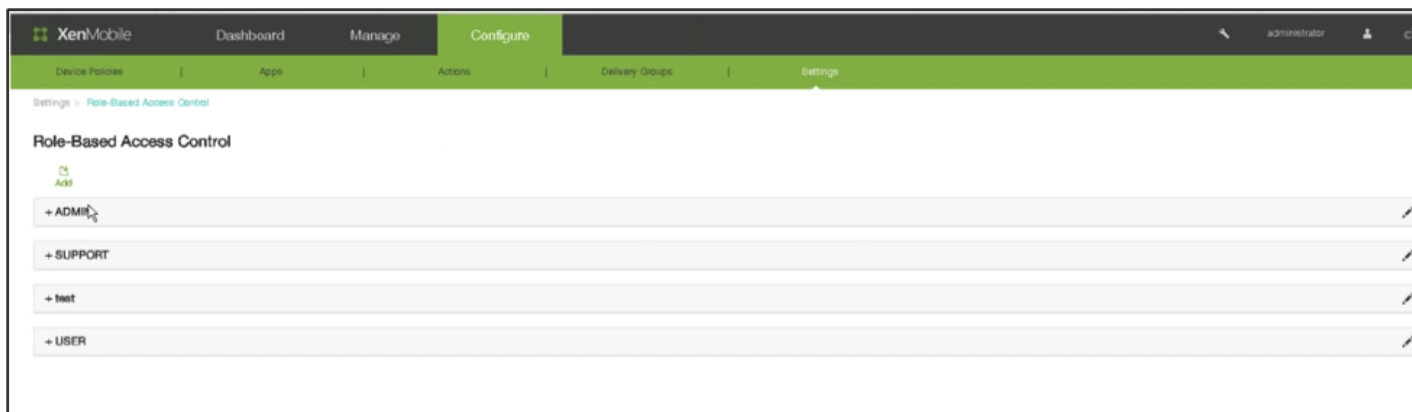 XenMobile Dashboard Manage Configure administrator
Device Policies | Apps | Actions | Delivery Groups | Settings
Settings > Role-Based Access Control
Role-Based Access Control
Add
+ ADMIN
+ SUPPORT
+ test
+ USER